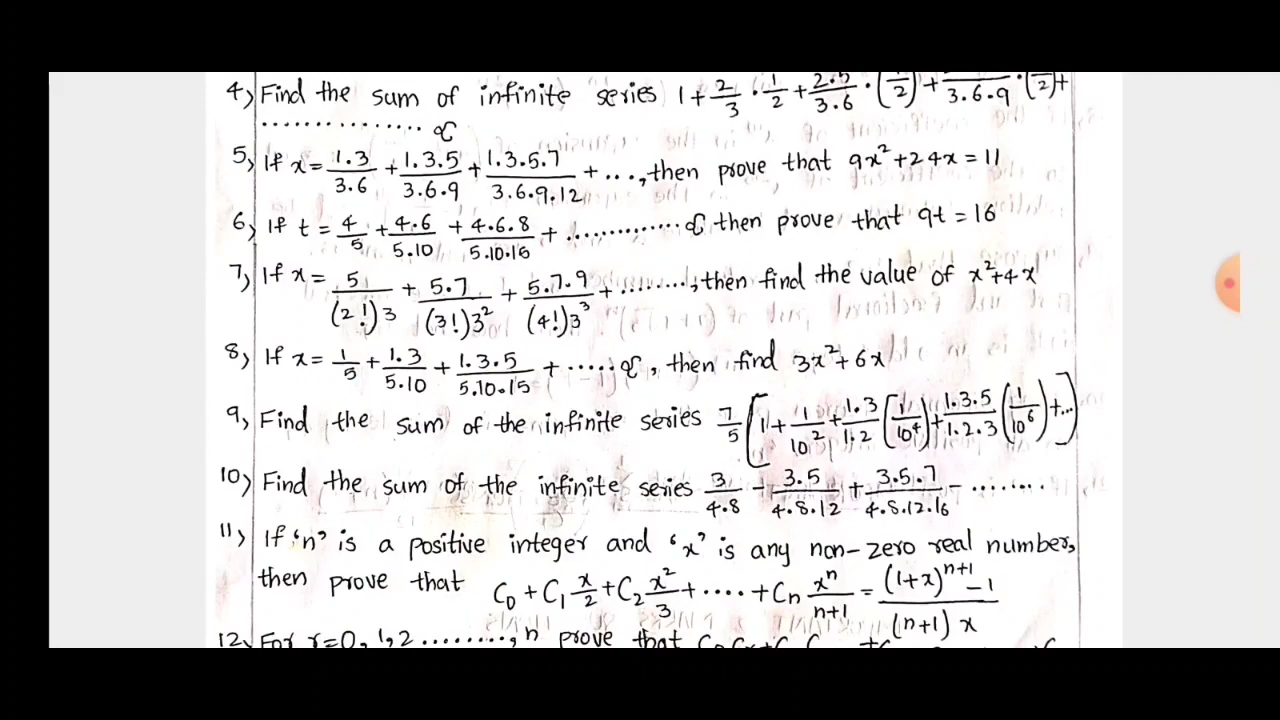 4) Find the sum of infinite series 1 + 2/3 · 1/2 + 2·5/3·6 · (1/2) + /3·6·9 · (1/2) +
.............. ∝
5) If x = 1.3/3.6 + 1.3.5/3.6.9 + 1.3.5.7/3.6.9.12 + ..., then prove that 9x² + 24x = 11
6) If t = 4/5 + 4.6/5.10 + 4.6.8/5.10.15 + ............ ∝ then prove that 9t = 16
7) If x = 5/(2!)3 + 5.7/(3!)3² + 5.7.9/(4!)3³ + ........, then find the value of x²+4x
8) If x = 1/5 + 1.3/5.10 + 1.3.5/5.10.15 + ..... ∝, then find 3x² + 6x
9) Find the sum of the infinite series 7/5 [1 + 1/10² + 1.3/1.2 (1/10⁴) + 1.3.5/1.2.3 (1/10⁶) + ...]
10) Find the sum of the infinite series 3/4.8 - 3.5/4.8.12 + 3.5.7/4.8.12.16 - ........
11) If 'n' is a positive integer and 'x' is any non-zero real number,
then prove that C₀ + C₁ x/2 + C₂ x²/3 + .... + Cn xⁿ/n+1 = (1+x)ⁿ⁺¹ - 1/(n+1) x
12) For r=0, 1, 2 ........., n prove that